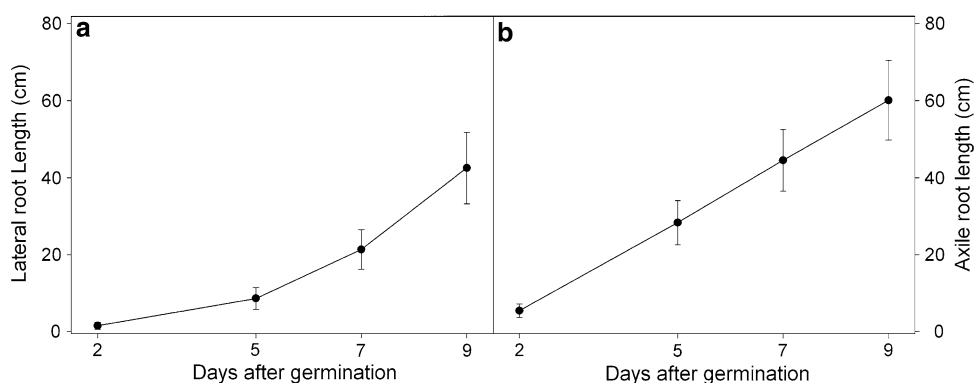 a
Lateral root Length (cm)
80
60
40
20
0
2 5 7 9
Days after germination
b
Axile root length (cm)
80
60
40
20
0
2 5 7 9
Days after germination